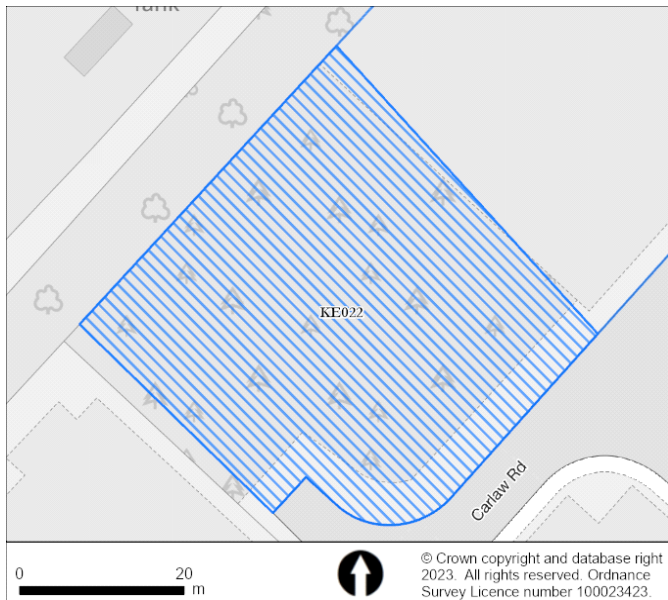 Tank
KE022
Carlaw Rd
0 20
m
© Crown copyright and database right
2023. All rights reserved. Ordnance
Survey Licence number 100023423.